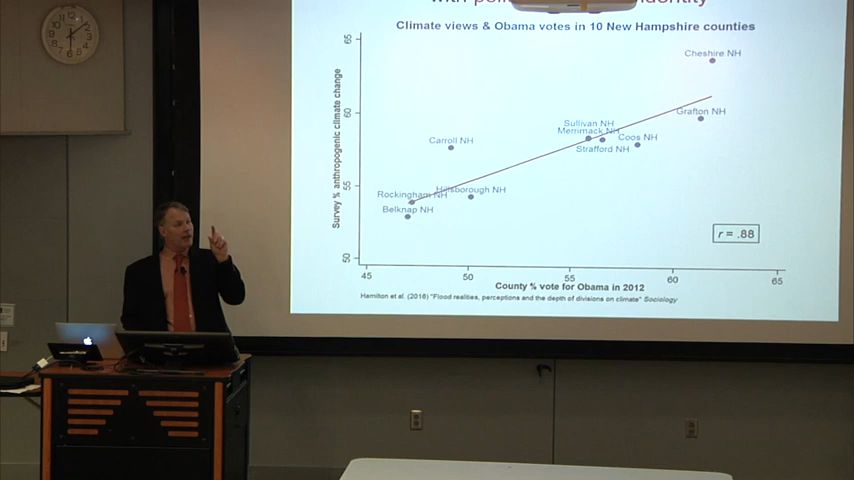 with pol identity
Climate views & Obama votes in 10 New Hampshire counties
Survey % anthropogenic climate change
65
60
55
50
Cheshire NH
Grafton NH
Sullivan NH
Merrimack NH
Coos NH
Strafford NH
Carroll NH
Hillsborough NH
Rockingham NH
Belknap NH
r = .88
45
50
55
60
65
County % vote for Obama in 2012
Hamilton et al. (2016) "Flood realities, perceptions and the depth of divisions on climate" Sociology